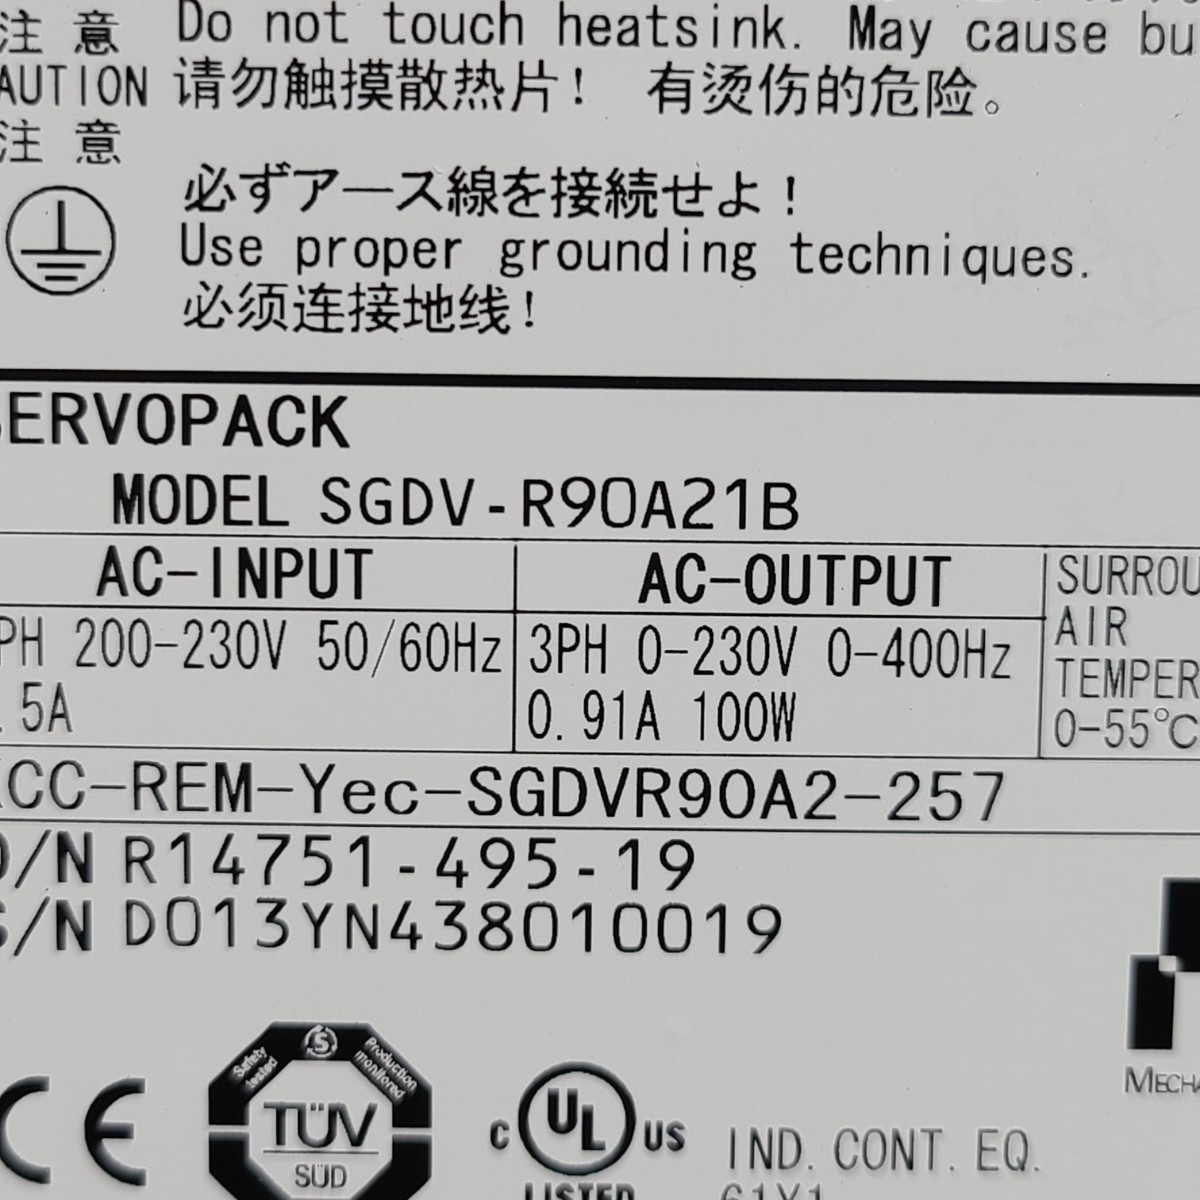 注 意 Do not touch heatsink. May cause bu
AUTION 请勿触摸散热片! 有烫伤的危险。
注 意
必ずアース線を接続せよ!
Use proper grounding techniques.
必须连接地线!
SERVOPACK
MODEL SGDV-R90A21B
AC-INPUT AC-OUTPUT SURROU
PH 200-230V 50/60Hz 3PH 0-230V 0-400Hz AIR
.5A 0.91A 100W TEMPER
0-55℃
KCC-REM-Yec-SGDVR90A2-257
O/N R14751-495-19
S/N D013YN438010019
Safety tested S Production monitored
TÜV
SÜD
CE
C UL US
LISTED
IND. CONT. EQ.
61Y1
MECHA